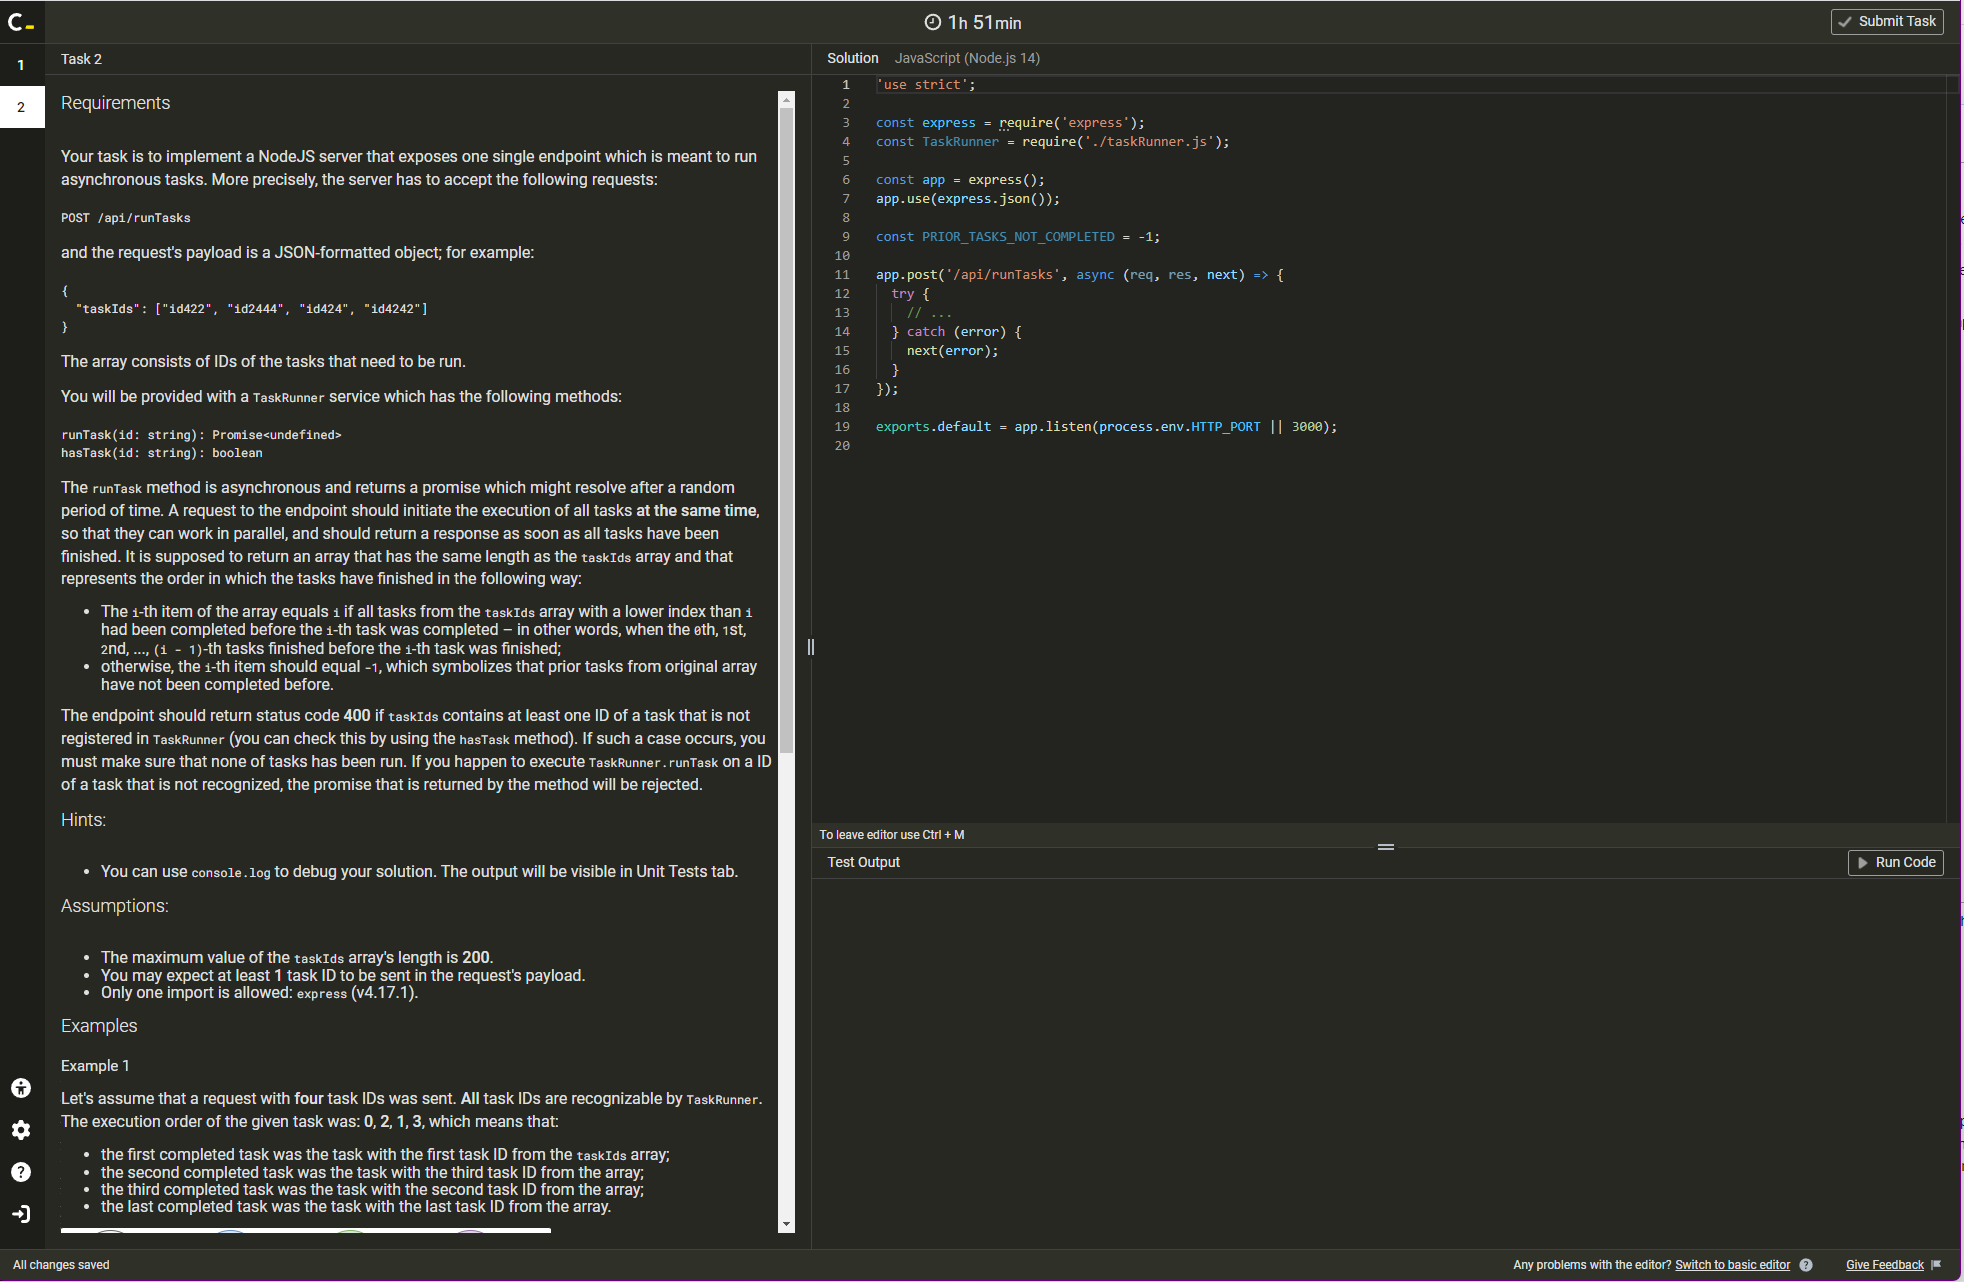 C_
1h 51min
Submit Task
1
2
Task 2
Requirements
Your task is to implement a NodeJS server that exposes one single endpoint which is meant to run
asynchronous tasks. More precisely, the server has to accept the following requests:
POST /api/runTasks
and the request's payload is a JSON-formatted object; for example:
{
"taskIds": ["id422", "id2444", "id424", "id4242"]
}
The array consists of IDs of the tasks that need to be run.
You will be provided with a TaskRunner service which has the following methods:
runTask(id: string): Promise<undefined>
hasTask(id: string): boolean
The runTask method is asynchronous and returns a promise which might resolve after a random
period of time. A request to the endpoint should initiate the execution of all tasks at the same time,
so that they can work in parallel, and should return a response as soon as all tasks have been
finished. It is supposed to return an array that has the same length as the taskIds array and that
represents the order in which the tasks have finished in the following way:
• The i-th item of the array equals i if all tasks from the taskIds array with a lower index than i
had been completed before the i-th task was completed – in other words, when the 0th, 1st,
2nd, ..., (i - 1)-th tasks finished before the i-th task was finished;
• otherwise, the i-th item should equal -1, which symbolizes that prior tasks from original array
have not been completed before.
The endpoint should return status code 400 if taskIds contains at least one ID of a task that is not
registered in TaskRunner (you can check this by using the hasTask method). If such a case occurs, you
must make sure that none of tasks has been run. If you happen to execute TaskRunner.runTask on a ID
of a task that is not recognized, the promise that is returned by the method will be rejected.
Hints:
• You can use console.log to debug your solution. The output will be visible in Unit Tests tab.
Assumptions:
• The maximum value of the taskIds array's length is 200.
• You may expect at least 1 task ID to be sent in the request's payload.
• Only one import is allowed: express (v4.17.1).
Examples
Example 1
Let's assume that a request with four task IDs was sent. All task IDs are recognizable by TaskRunner.
The execution order of the given task was: 0, 2, 1, 3, which means that:
• the first completed task was the task with the first task ID from the taskIds array;
• the second completed task was the task with the third task ID from the array;
• the third completed task was the task with the second task ID from the array;
• the last completed task was the task with the last task ID from the array.
Solution JavaScript (Node.js 14)
1 'use strict';
2
3 const express = require('express');
4 const TaskRunner = require('./taskRunner.js');
5
6 const app = express();
7 app.use(express.json());
8
9 const PRIOR_TASKS_NOT_COMPLETED = -1;
10
11 app.post('/api/runTasks', async (req, res, next) => {
12 try {
13 // ...
14 } catch (error) {
15 next(error);
16 }
17 });
18
19 exports.default = app.listen(process.env.HTTP_PORT || 3000);
20
To leave editor use Ctrl + M
Test Output
Run Code
All changes saved
Any problems with the editor? Switch to basic editor ?
Give Feedback